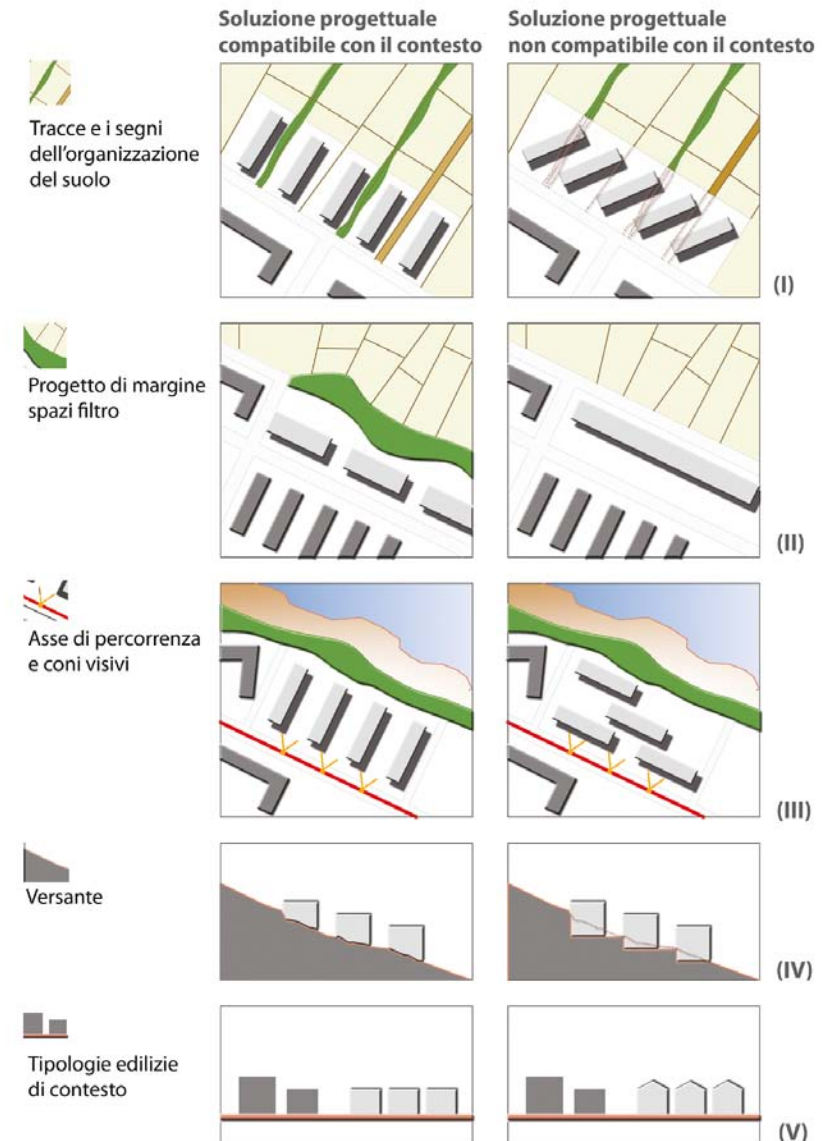 Soluzione progettuale
compatibile con il contesto
Soluzione progettuale
non compatibile con il contesto
Tracce e i segni
dell'organizzazione
del suolo
(I)
Progetto di margine
spazi filtro
(II)
Asse di percorrenza
e coni visivi
(III)
Versante
(IV)
Tipologie edilizie
di contesto
(V)